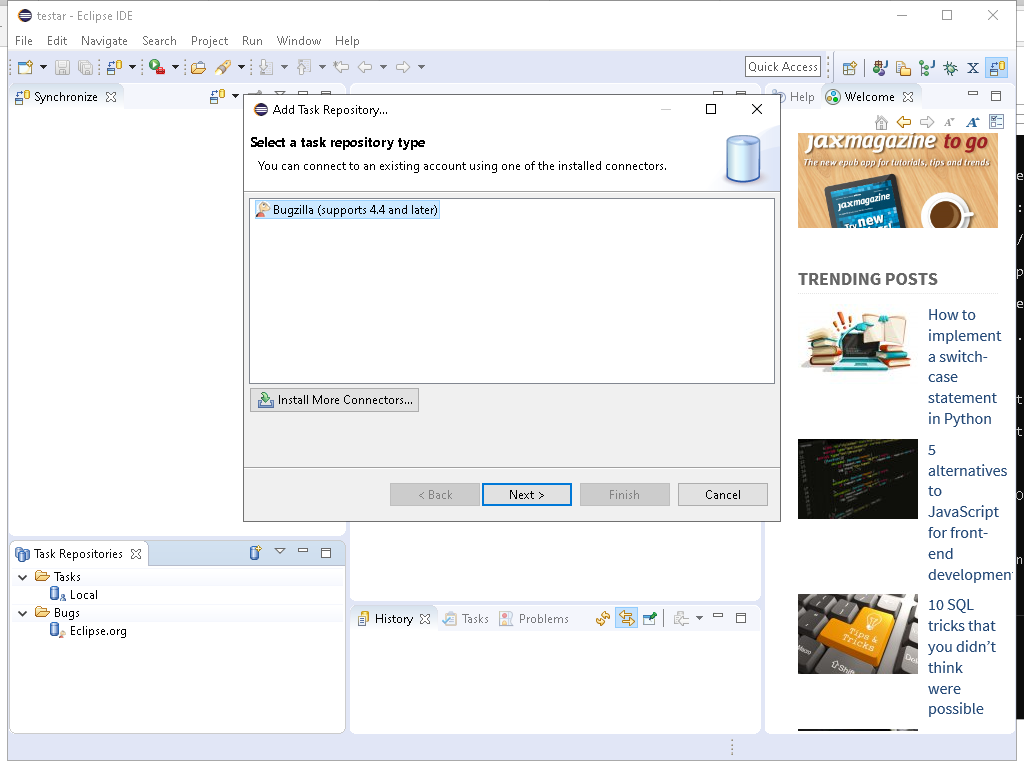 testar - Eclipse IDE
File Edit Navigate Search Project Run Window Help
Quick Access
Synchronize
Help
Welcome
Add Task Repository...
Select a task repository type
You can connect to an existing account using one of the installed connectors.
Bugzilla (supports 4.4 and later)
Install More Connectors...
< Back
Next >
Finish
Cancel
jaxmagazine to go
The new epub app for tutorials, tips and trends
jaxmagazine
new
TRENDING POSTS
How to
implement
a switch-
case
statement
in Python
5
alternatives
to
JavaScript
for front-
end
development
Tips &
Tricks
Shift
10 SQL
tricks that
you didn't
think
were
possible
Task Repositories
Tasks
Local
Bugs
Eclipse.org
History
Tasks
Problems